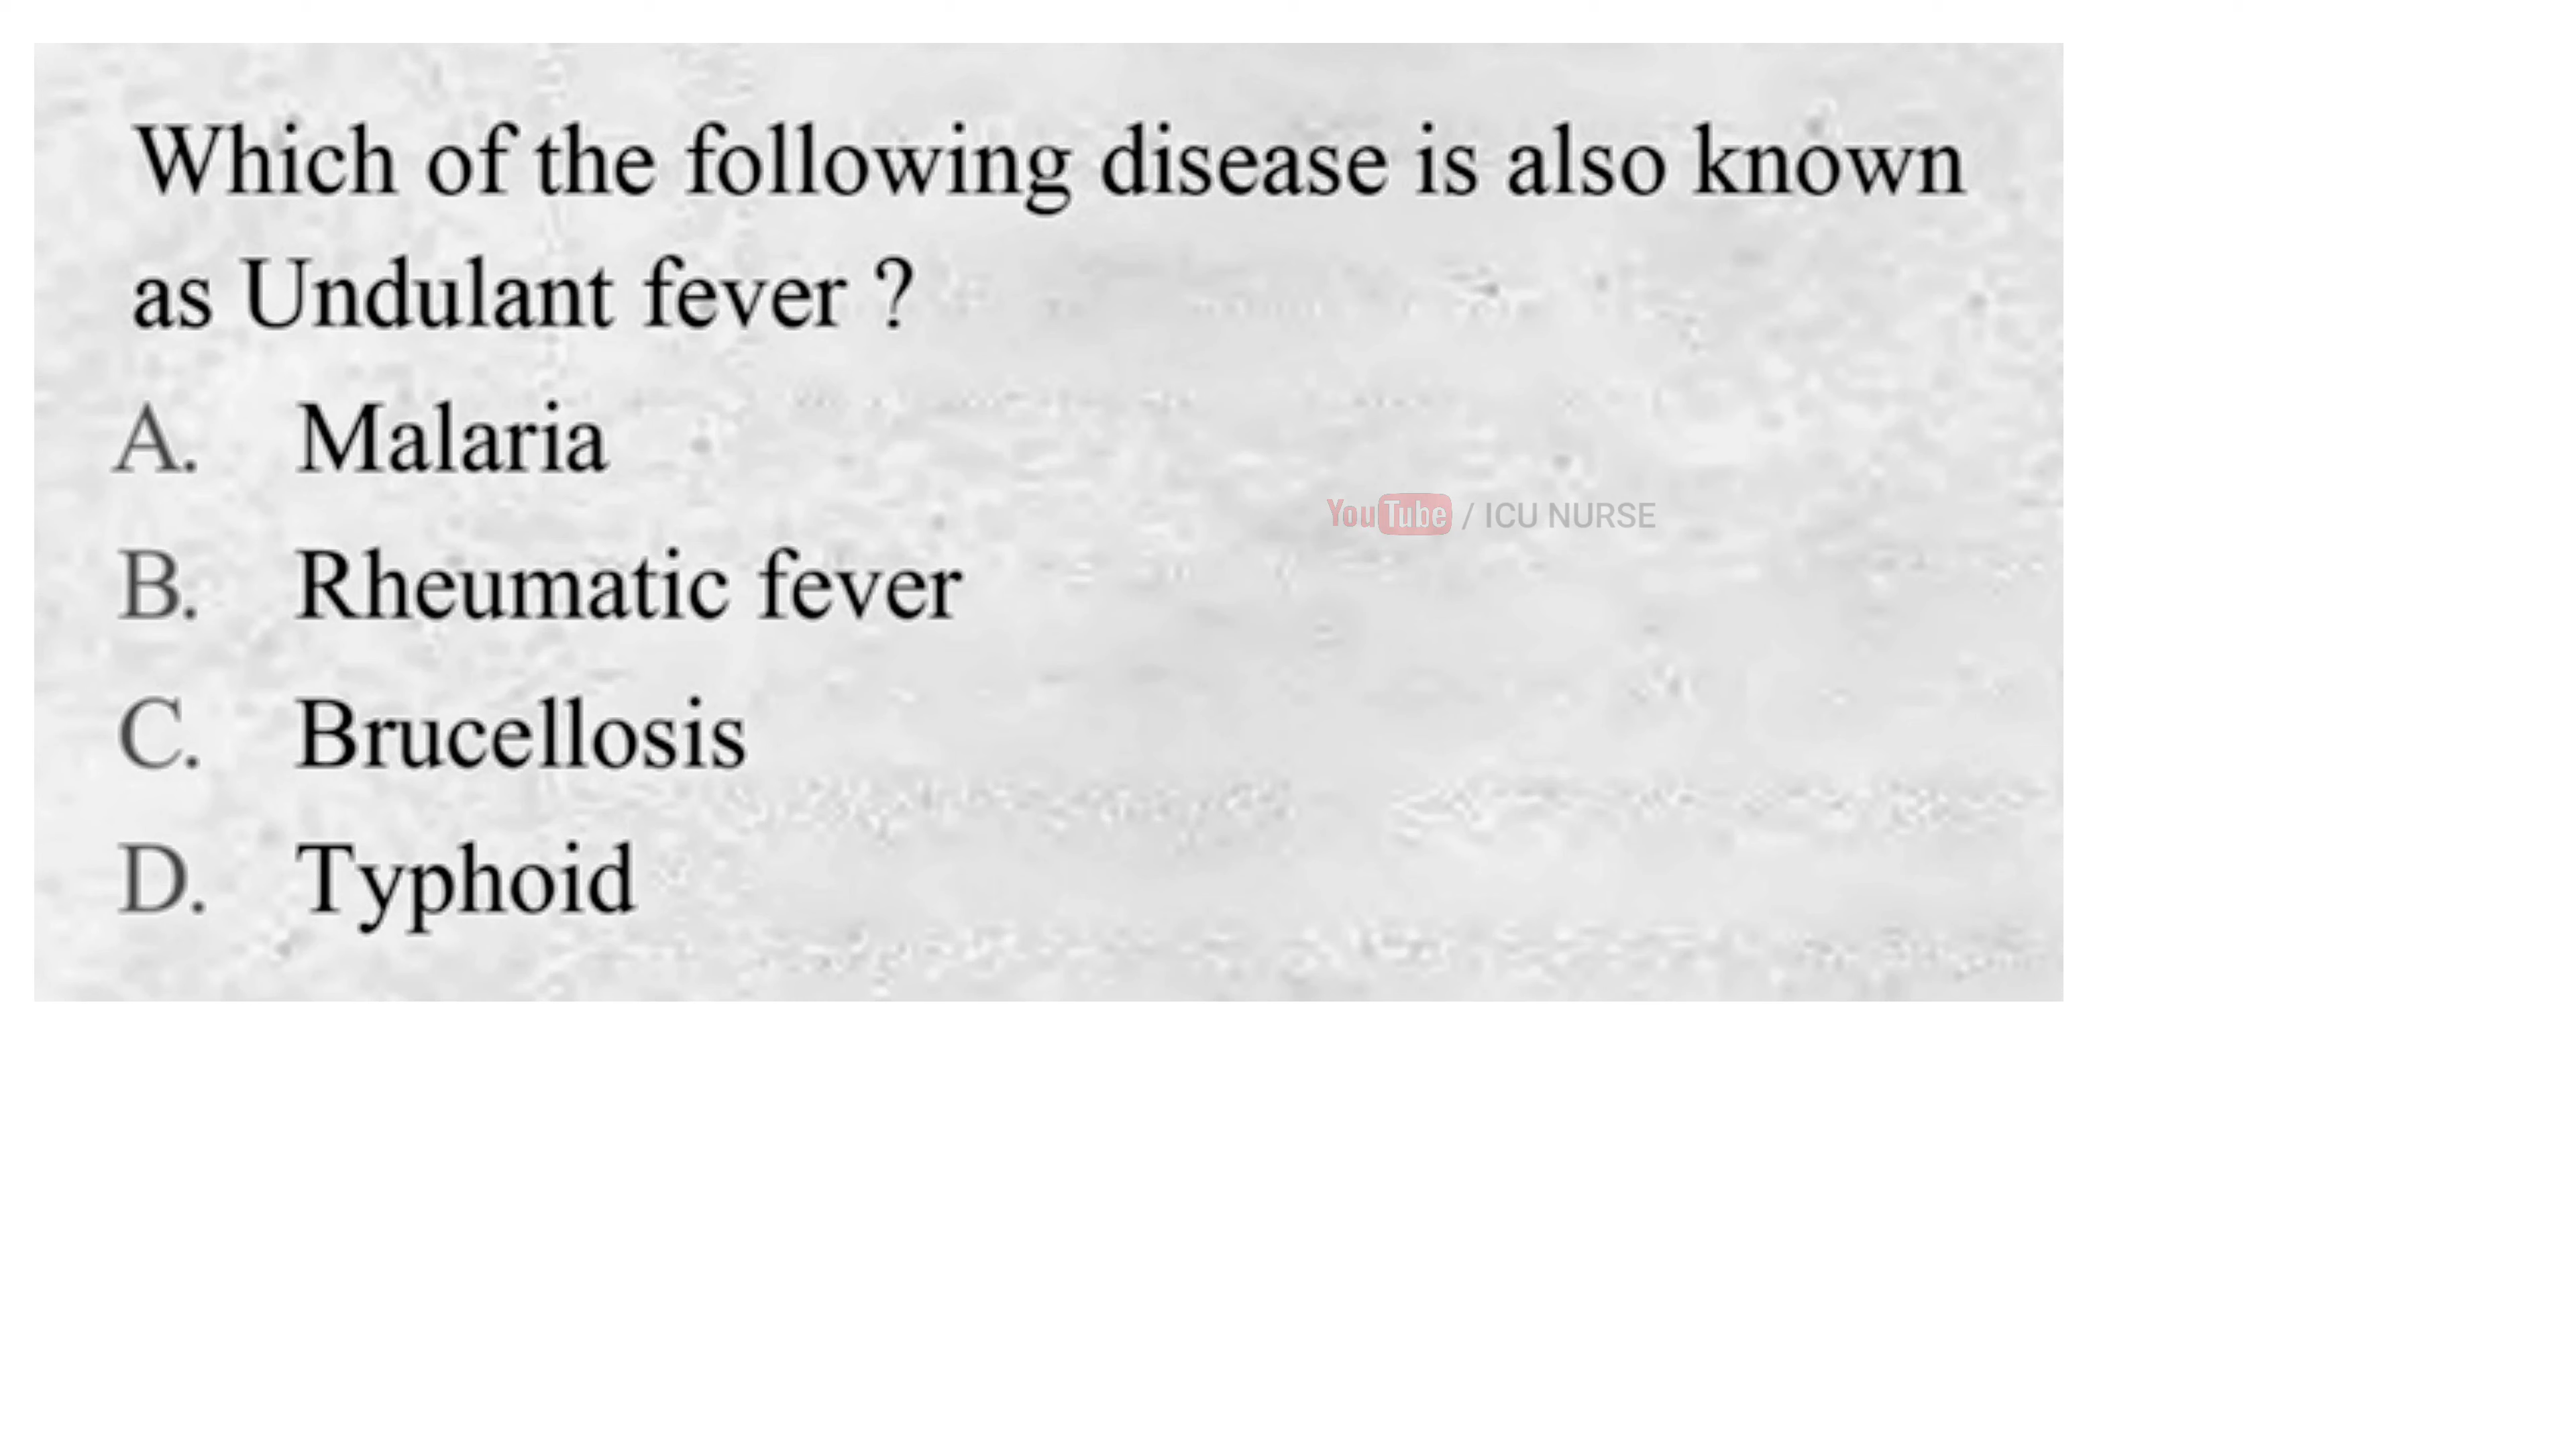 Which of the following disease is also known
as Undulant fever ?
A. Malaria
YouTube / ICU NURSE
B. Rheumatic fever
C. Brucellosis
D. Typhoid